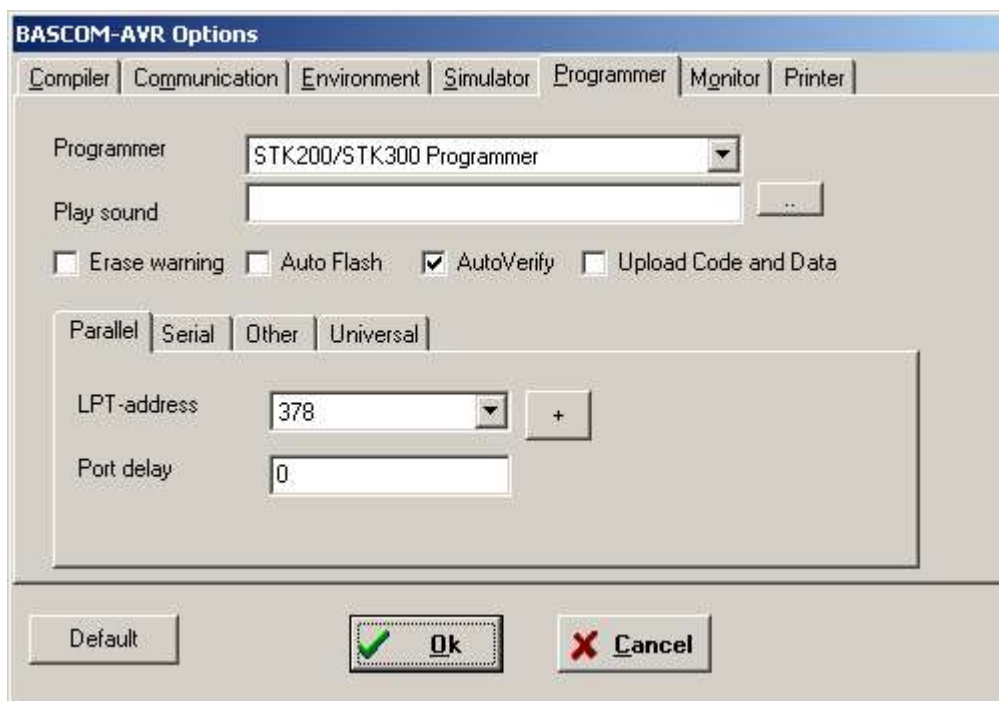 BASCOM-AVR Options
Compiler Communication Environment Simulator Programmer Monitor Printer
Programmer STK200/STK300 Programmer
Play sound ..
Erase warning Auto Flash AutoVerify Upload Code and Data
Parallel Serial Other Universal
LPT-address 378 +
Port delay 0
Default Ok Cancel